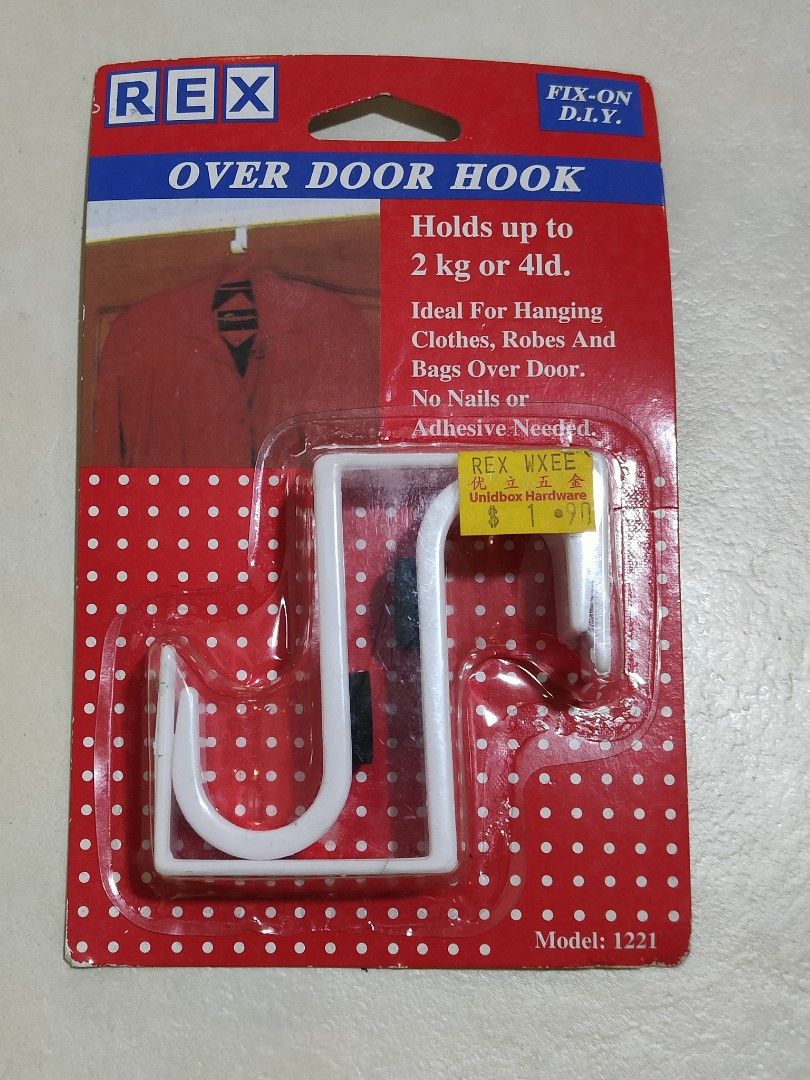 REX
FIX-ON
D.I.Y.
OVER DOOR HOOK
Holds up to
2 kg or 4ld.
Ideal For Hanging
Clothes, Robes And
Bags Over Door.
No Nails or
Adhesive Needed.
REX WXEE
优立五金
Unidbox Hardware
$ 1.90
Model: 1221